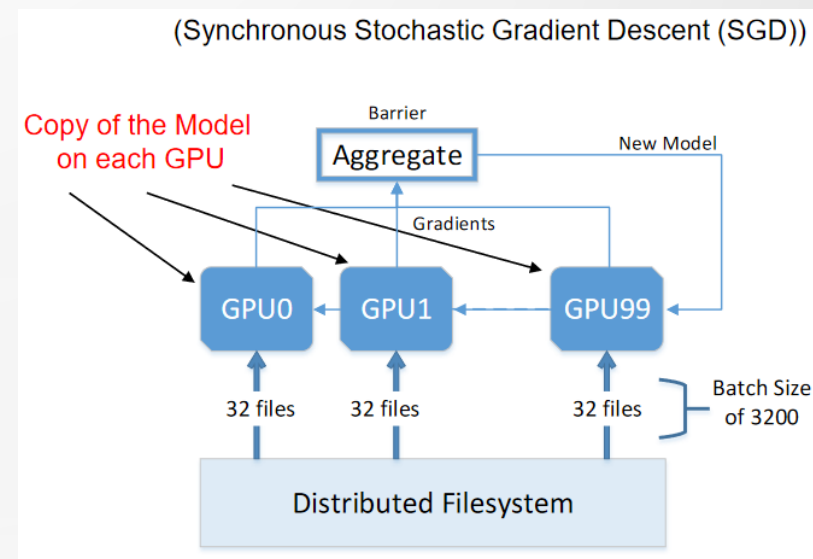 (Synchronous Stochastic Gradient Descent (SGD))
Barrier
Copy of the Model
on each GPU
Aggregate
New Model
Gradients
GPU0
GPU1
GPU99
32 files
32 files
32 files
Batch Size
of 3200
Distributed Filesystem